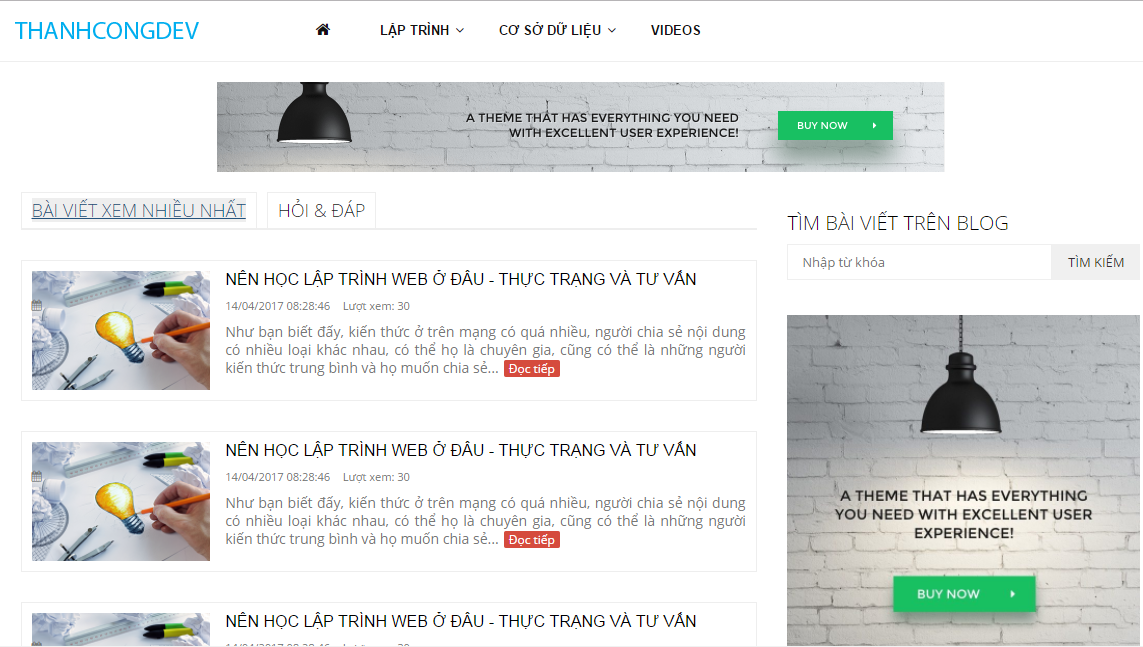 THANHCONGDEV
LẬP TRÌNH
CƠ SỞ DỮ LIỆU
VIDEOS
A THEME THAT HAS EVERYTHING YOU NEED
WITH EXCELLENT USER EXPERIENCE!
BUY NOW
BÀI VIẾT XEM NHIỀU NHẤT
HỎI & ĐÁP
NÊN HỌC LẬP TRÌNH WEB Ở ĐÂU - THỰC TRẠNG VÀ TƯ VẤN
14/04/2017 08:28:46 Lượt xem: 30
Như bạn biết đấy, kiến thức ở trên mạng có quá nhiều, người chia sẻ nội dung
có nhiều loại khác nhau, có thể họ là chuyên gia, cũng có thể là những người
kiến thức trung bình và họ muốn chia sẻ... Đọc tiếp
NÊN HỌC LẬP TRÌNH WEB Ở ĐÂU - THỰC TRẠNG VÀ TƯ VẤN
14/04/2017 08:28:46 Lượt xem: 30
Như bạn biết đấy, kiến thức ở trên mạng có quá nhiều, người chia sẻ nội dung
có nhiều loại khác nhau, có thể họ là chuyên gia, cũng có thể là những người
kiến thức trung bình và họ muốn chia sẻ... Đọc tiếp
NÊN HỌC LẬP TRÌNH WEB Ở ĐÂU - THỰC TRẠNG VÀ TƯ VẤN
TÌM BÀI VIẾT TRÊN BLOG
Nhập từ khóa
TÌM KIẾM
A THEME THAT HAS EVERYTHING
YOU NEED WITH EXCELLENT USER
EXPERIENCE!
BUY NOW